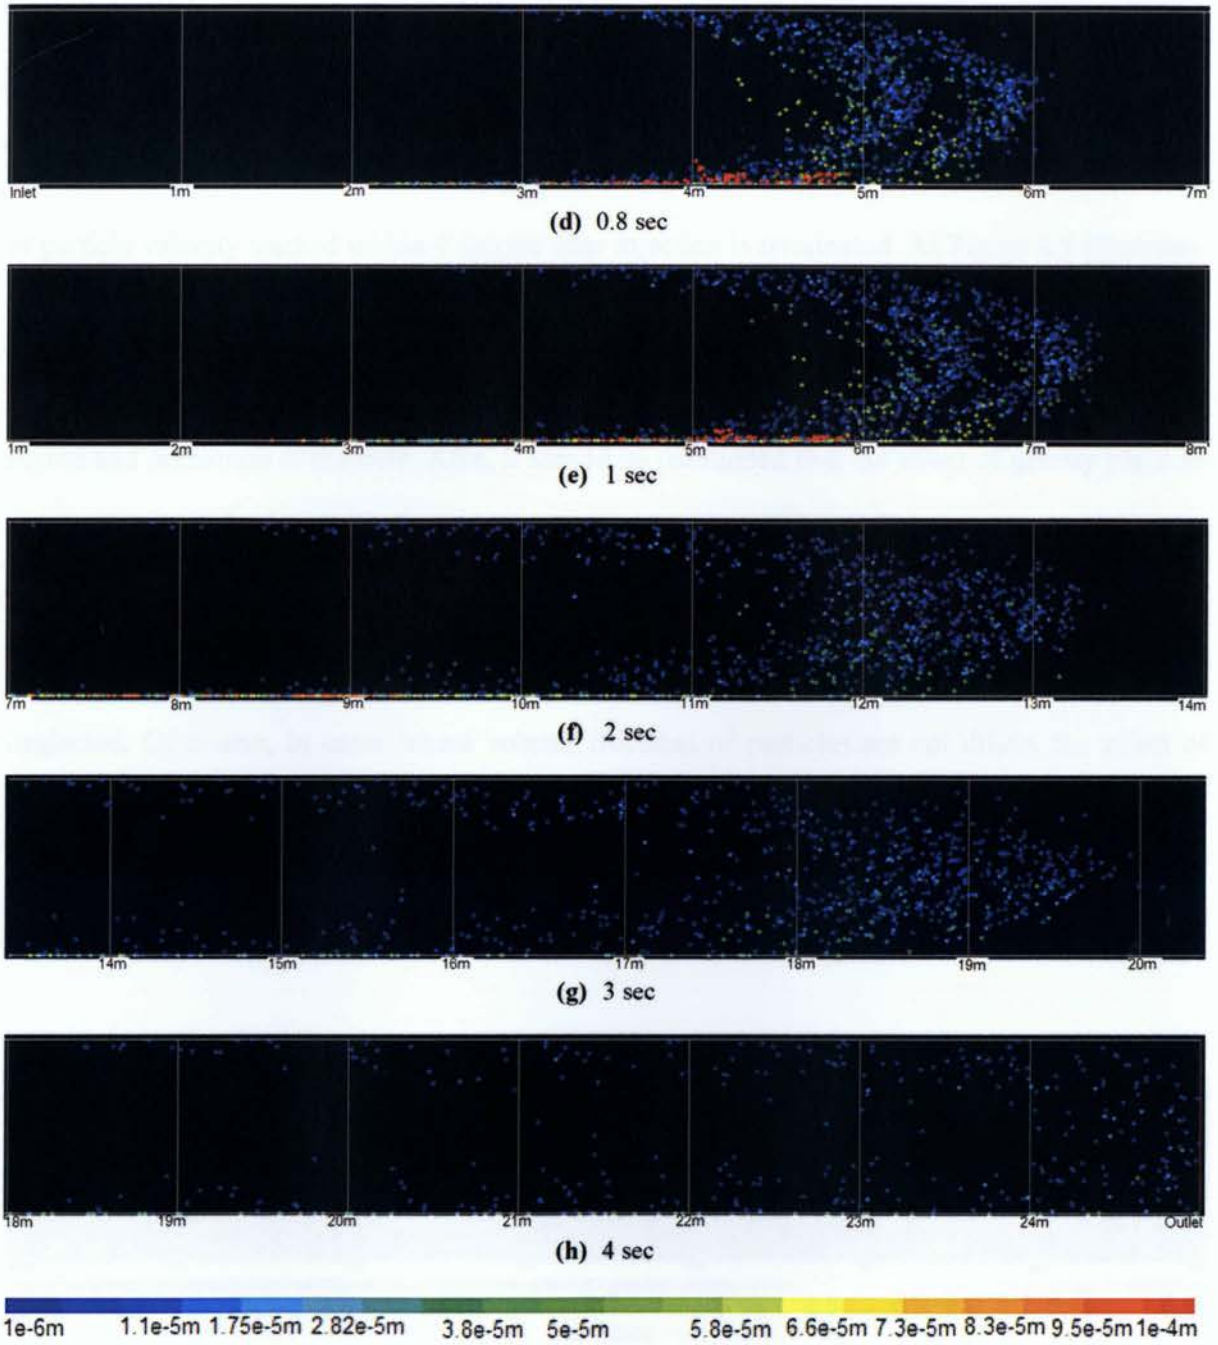 Inlet 1m 2m 3m 4m 5m 6m 7m
(d) 0.8 sec
1m 2m 3m 4m 5m 6m 7m 8m
(e) 1 sec
7m 8m 9m 10m 11m 12m 13m 14m
(f) 2 sec
14m 15m 16m 17m 18m 19m 20m
(g) 3 sec
18m 19m 20m 21m 22m 23m 24m Outlet
(h) 4 sec
1e-6m 1.1e-5m 1.75e-5m 2.82e-5m 3.8e-5m 5e-5m 5.8e-5m 6.6e-5m 7.3e-5m 8.3e-5m 9.5e-5m 1e-4m